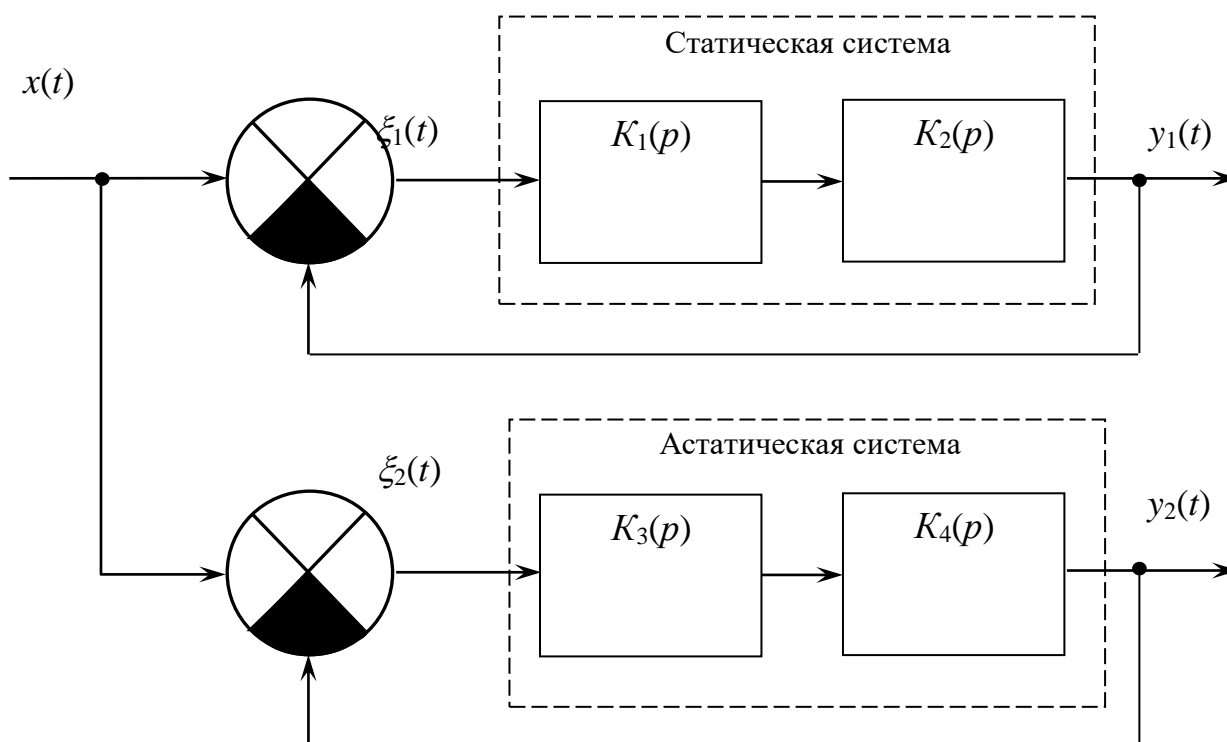 Статическая система
x(t)
ξ1(t)
K1(p)
K2(p)
y1(t)
Астатическая система
ξ2(t)
K3(p)
K4(p)
y2(t)